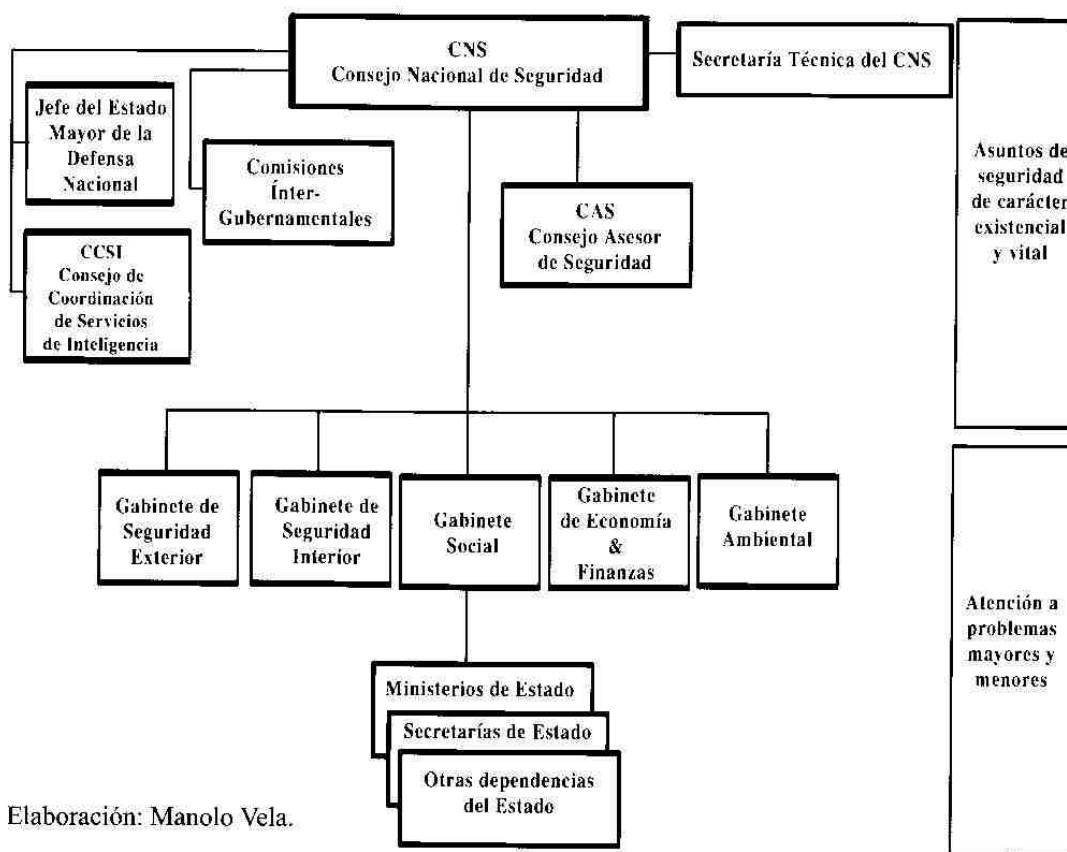 CNS
Consejo Nacional de Seguridad
Secretaría Técnica del CNS
Jefe del Estado
Mayor de la
Defensa
Nacional
Comisiones
Ínter-
Gubernamentales
CAS
Consejo Asesor
de Seguridad
CCSI
Consejo de
Coordinación
de Servicios
de Inteligencia
Asuntos de
seguridad
de carácter
existencial
y vital
Gabinete de
Seguridad
Exterior
Gabinete de
Seguridad
Interior
Gabinete
Social
Gabinete
de Economía
&
Finanzas
Gabinete
Ambiental
Atención a
problemas
mayores y
menores
Ministerios de Estado
Secretarías de Estado
Otras dependencias
del Estado
Elaboración: Manolo Vela.